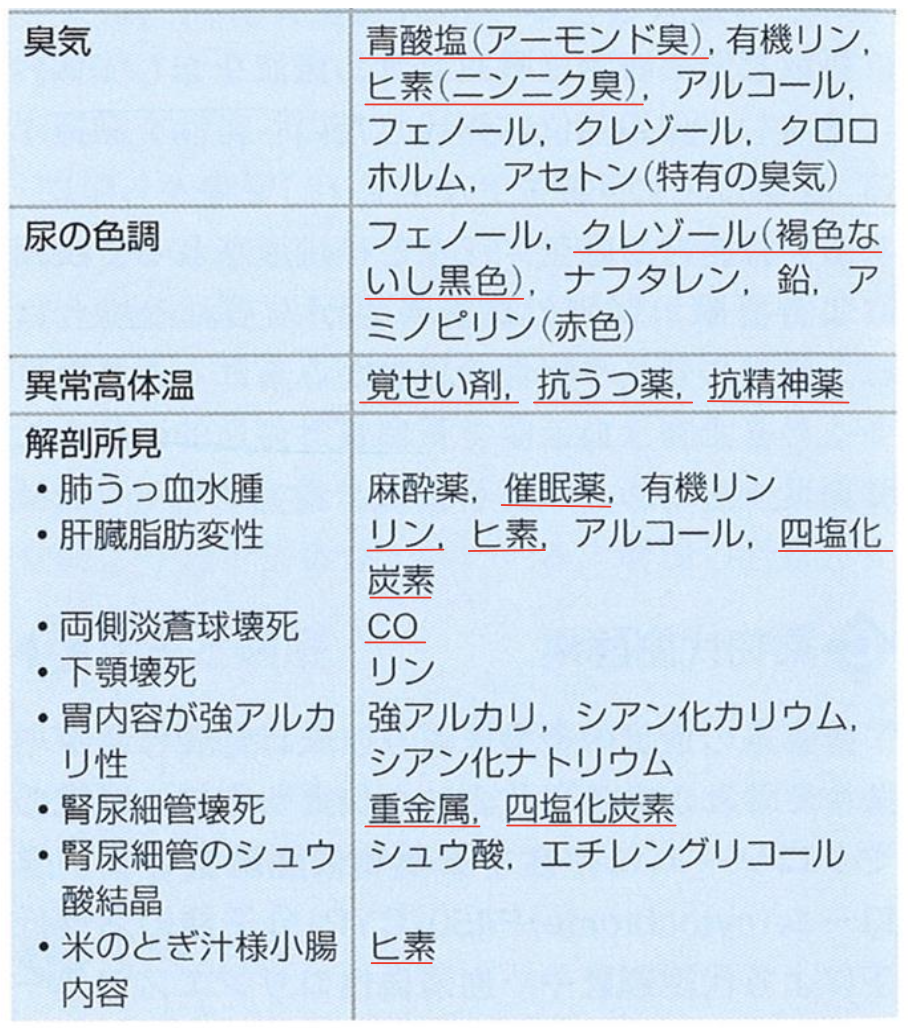 臭気
青酸塩(アーモンド臭), 有機リン,
ヒ素(ニンニク臭), アルコール,
フェノール, クレゾール, クロロ
ホルム, アセトン(特有の臭気)
尿の色調
フェノール, クレゾール(褐色な
いし黒色), ナフタレン, 鉛, ア
ミノピリン(赤色)
異常高体温
覚せい剤, 抗うつ薬, 抗精神薬
解剖所見
• 肺うっ血水腫
麻酔薬, 催眠薬, 有機リン
• 肝臓脂肪変性
リン, ヒ素, アルコール, 四塩化
炭素
• 両側淡蒼球壊死
CO
• 下顎壊死
リン
• 胃内容が強アルカ
リ性
強アルカリ, シアン化カリウム,
シアン化ナトリウム
• 腎尿細管壊死
重金属, 四塩化炭素
• 腎尿細管のシュウ
酸結晶
シュウ酸, エチレングリコール
• 米のとぎ汁様小腸
内容
ヒ素